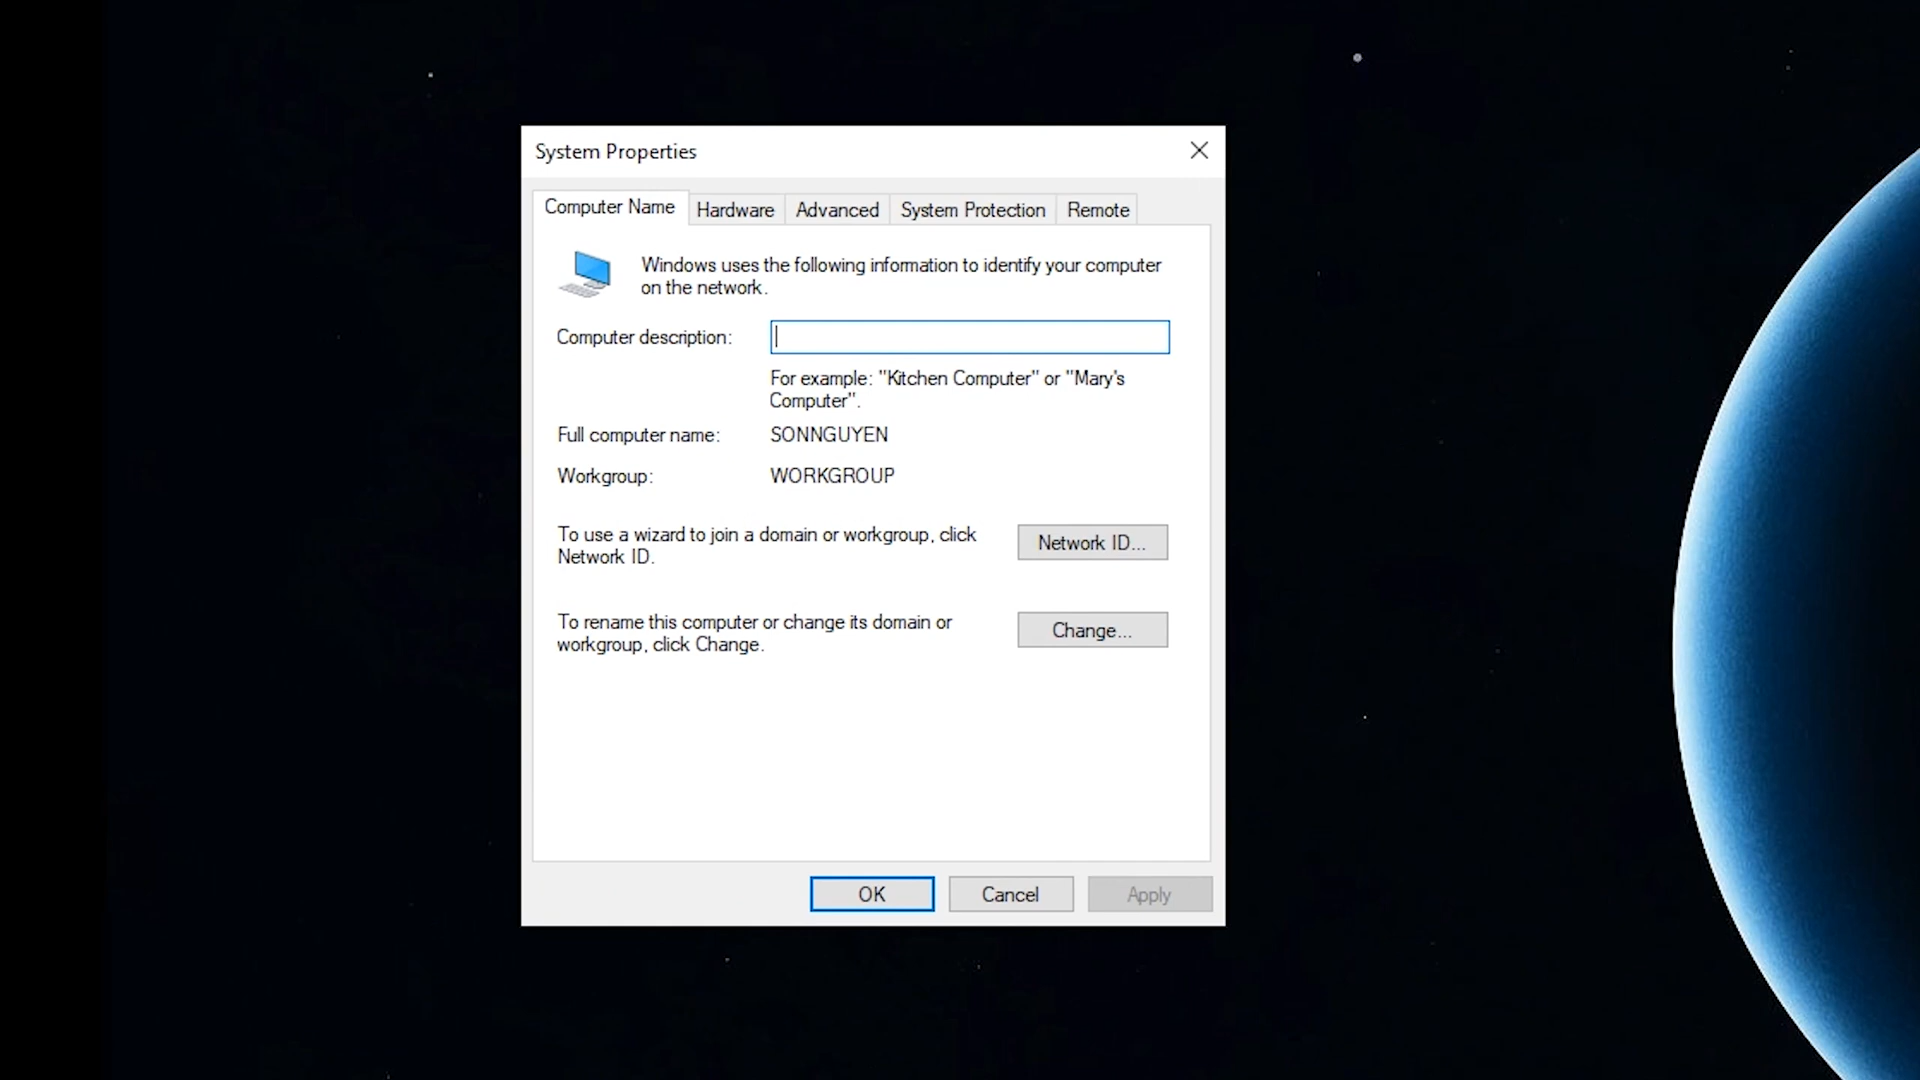 System Properties
Computer Name
Hardware
Advanced
System Protection
Remote
Windows uses the following information to identify your computer
on the network.
Computer description:
For example: "Kitchen Computer" or "Mary's
Computer".
Full computer name:
SONNGUYEN
Workgroup:
WORKGROUP
To use a wizard to join a domain or workgroup, click
Network ID.
Network ID...
To rename this computer or change its domain or
workgroup, click Change.
Change...
OK
Cancel
Apply